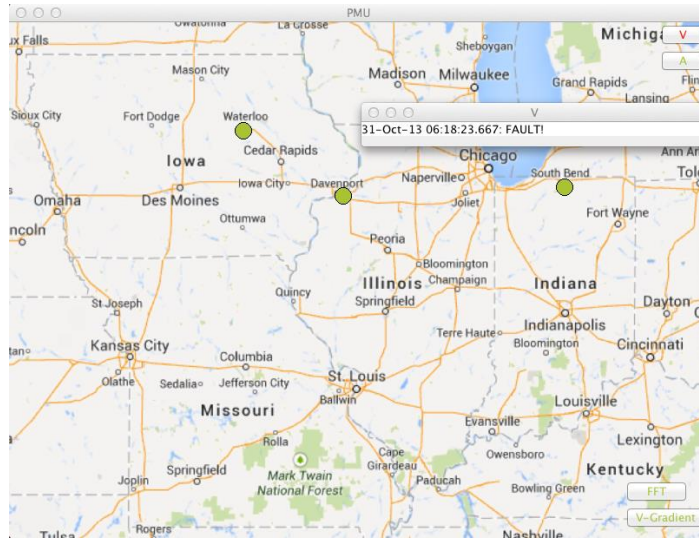 PMU
Owatonna
La Crosse
Michiga
V
Sheboygan
A
Mason City
Madison
Milwaukee
Grand Rapids
Flin
Lansing
Sioux City
Fort Dodge
Waterloo
V
31-Oct-13 06:18:23.667: FAULT!
Cedar Rapids
Chicago
Ann Ar
Iowa
Iowa City
Davenport
Naperville
South Bend
Tol
Omaha
Des Moines
Joliet
Fort Wayne
Ottumwa
ncoln
Peoria
Bloomington
Illinois
Champaign
Indiana
Quincy
Springfield
St Joseph
Dayton
Indianapolis
Terre Haute
Bloomington
Kansas City
Columbia
Cincinnati
St. Louis
Olathe
Sedalia
Jefferson City
Ballwin
Missouri
Louisville
Evansville
Rolla
Lexington
Owensboro
Cape
Girardeau
Springfield
Mark Twain
National Forest
Kentucky
Joplin
Paducah
Bowling Green
FFT
V-Gradient
Rogers
Tulsa
Nashville